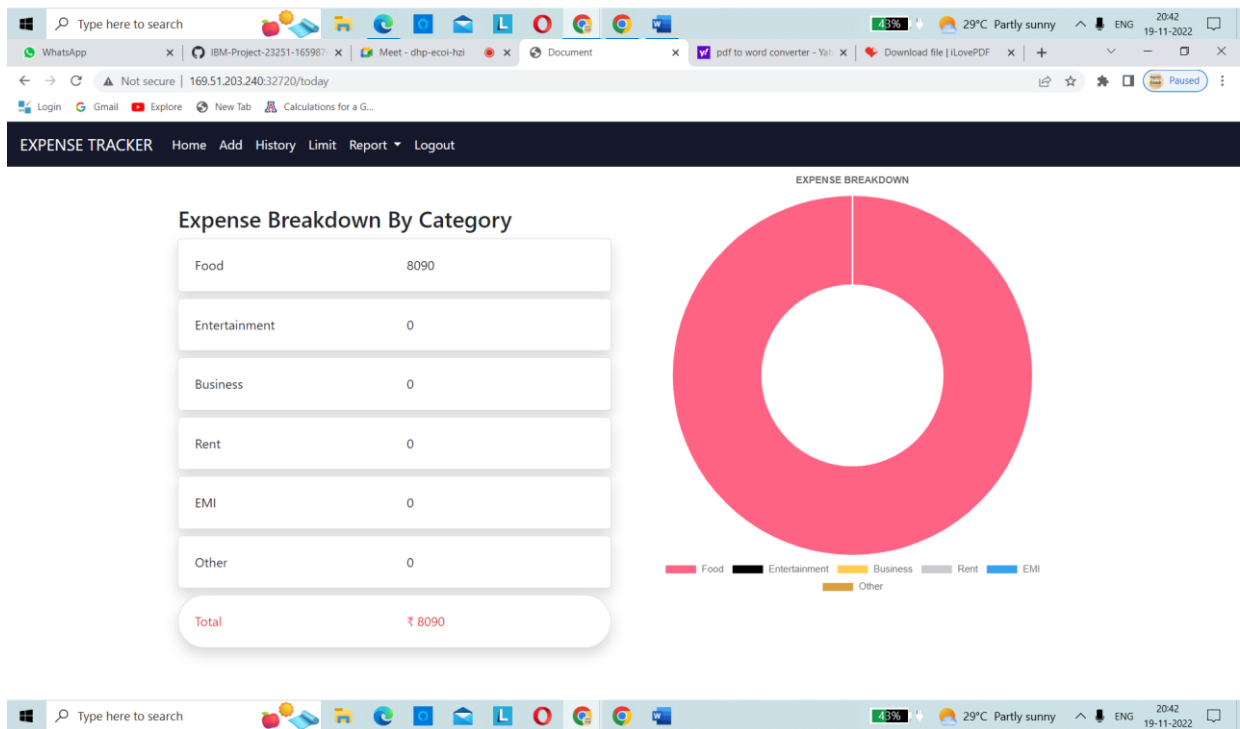 Type here to search L 43% 29°C Partly sunny ENG 20:42
19-11-2022
WhatsApp IBM-Project-23251-165987 Meet - dhp-ecoi-hzi Document pdf to word converter - Yah Download file | iLovePDF
Not secure | 169.51.203.240:32720/today Paused
Login Gmail Explore New Tab Calculations for a G...
EXPENSE TRACKER Home Add History Limit Report Logout
EXPENSE BREAKDOWN
Expense Breakdown By Category
Food 8090
Entertainment 0
Business 0
Rent 0
EMI 0
Other 0
Total ₹ 8090
Food Entertainment Business Rent EMI
Other
Type here to search L 43% 29°C Partly sunny ENG 20:42
19-11-2022